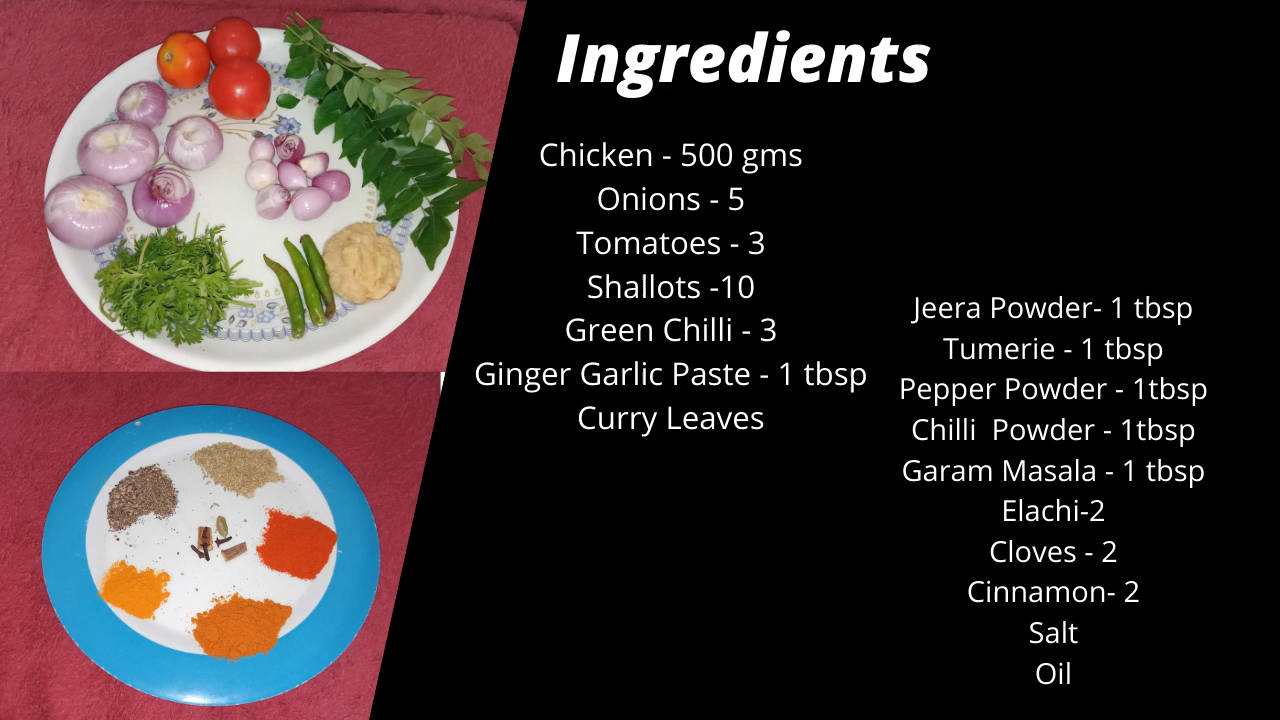 Ingredients
Chicken - 500 gms
Onions - 5
Tomatoes - 3
Shallots -10
Green Chilli - 3
Ginger Garlic Paste - 1 tbsp
Curry Leaves
Jeera Powder- 1 tbsp
Tumerie - 1 tbsp
Pepper Powder - 1tbsp
Chilli  Powder - 1tbsp
Garam Masala - 1 tbsp
Elachi-2
Cloves - 2
Cinnamon- 2
Salt
Oil